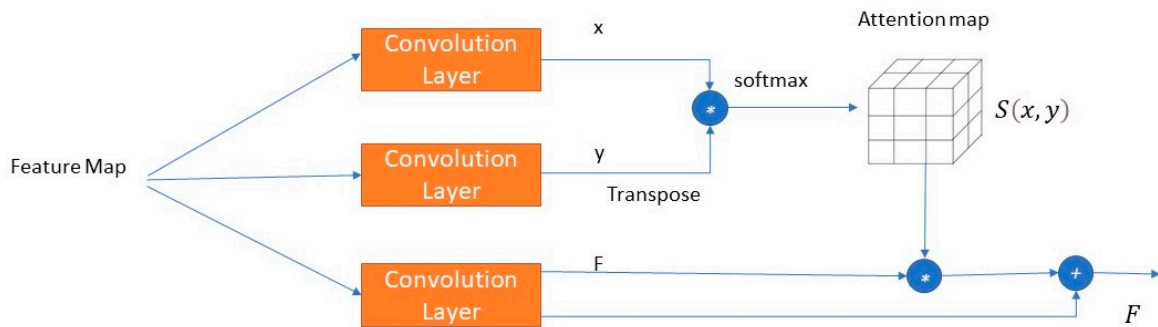 Attention map
x
Convolution
Layer
softmax
*
S(x, y)
Feature Map
y
Convolution
Layer
Transpose
F
Convolution
Layer
*
+
F